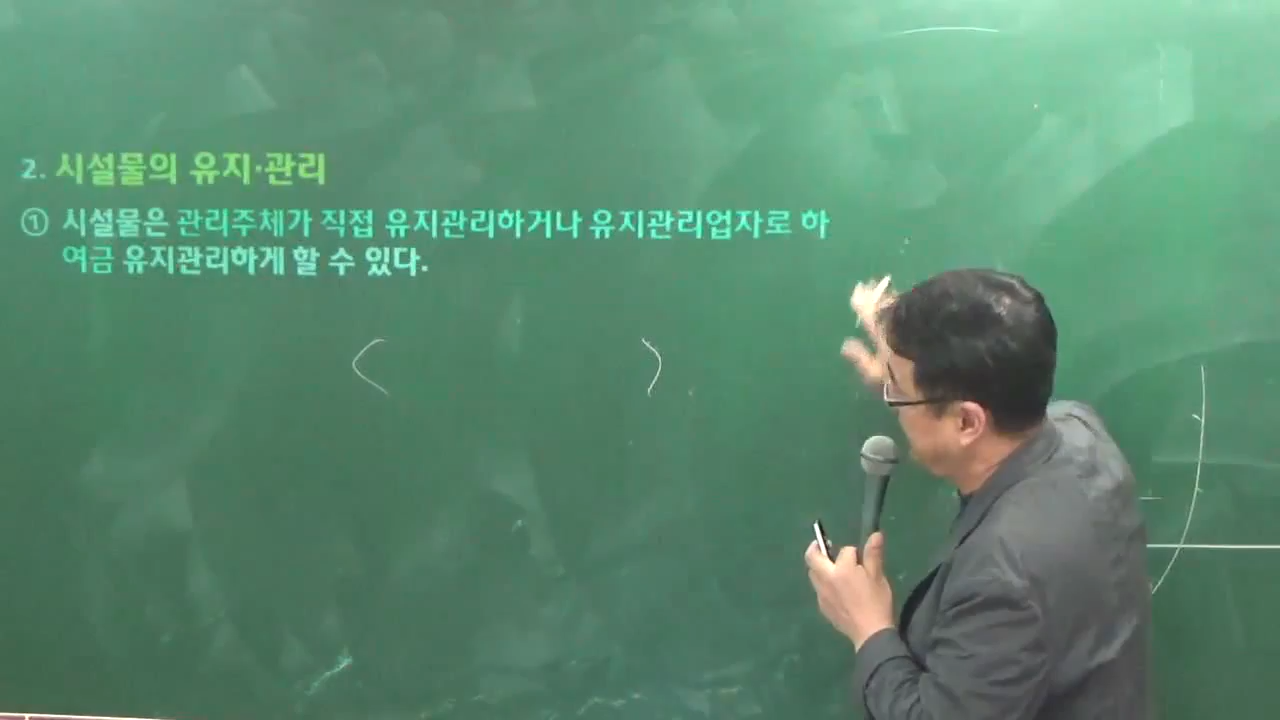 2. 시설물의 유지·관리
① 시설물은 관리주체가 직접 유지관리하거나 유지관리업자로 하
여금 유지관리하게 할 수 있다.
( )